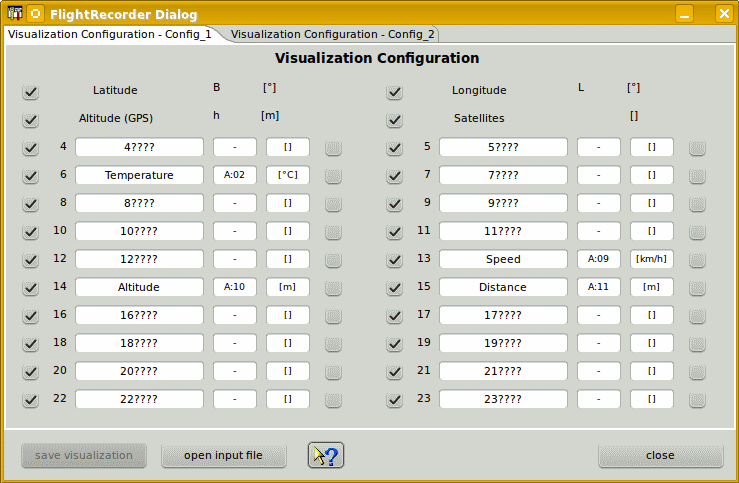 FlightRecorder Dialog
Visualization Configuration - Config_1 Visualization Configuration - Config_2
Visualization Configuration
Latitude B [°] Longitude L [°]
Altitude (GPS) h [m] Satellites []
4 4???? - [] 5 5???? - []
6 Temperature A:02 [°C] 7 7???? - []
8 8???? - [] 9 9???? - []
10 10???? - [] 11 11???? - []
12 12???? - [] 13 Speed A:09 [km/h]
14 Altitude A:10 [m] 15 Distance A:11 [m]
16 16???? - [] 17 17???? - []
18 18???? - [] 19 19???? - []
20 20???? - [] 21 21???? - []
22 22???? - [] 23 23???? - []
save visualization open input file ? close